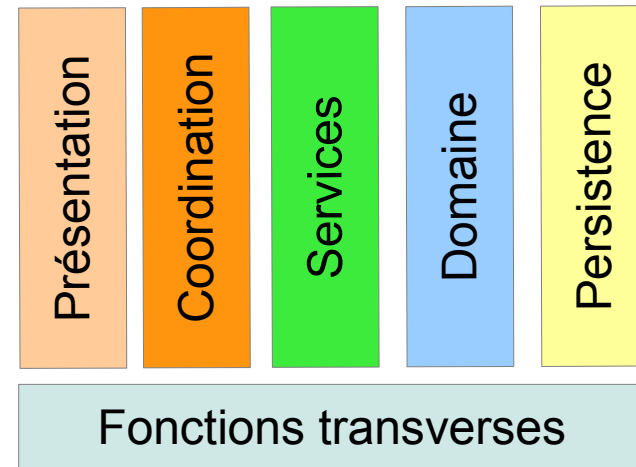 Présentation
Coordination
Services
Domaine
Persistence
Fonctions transverses